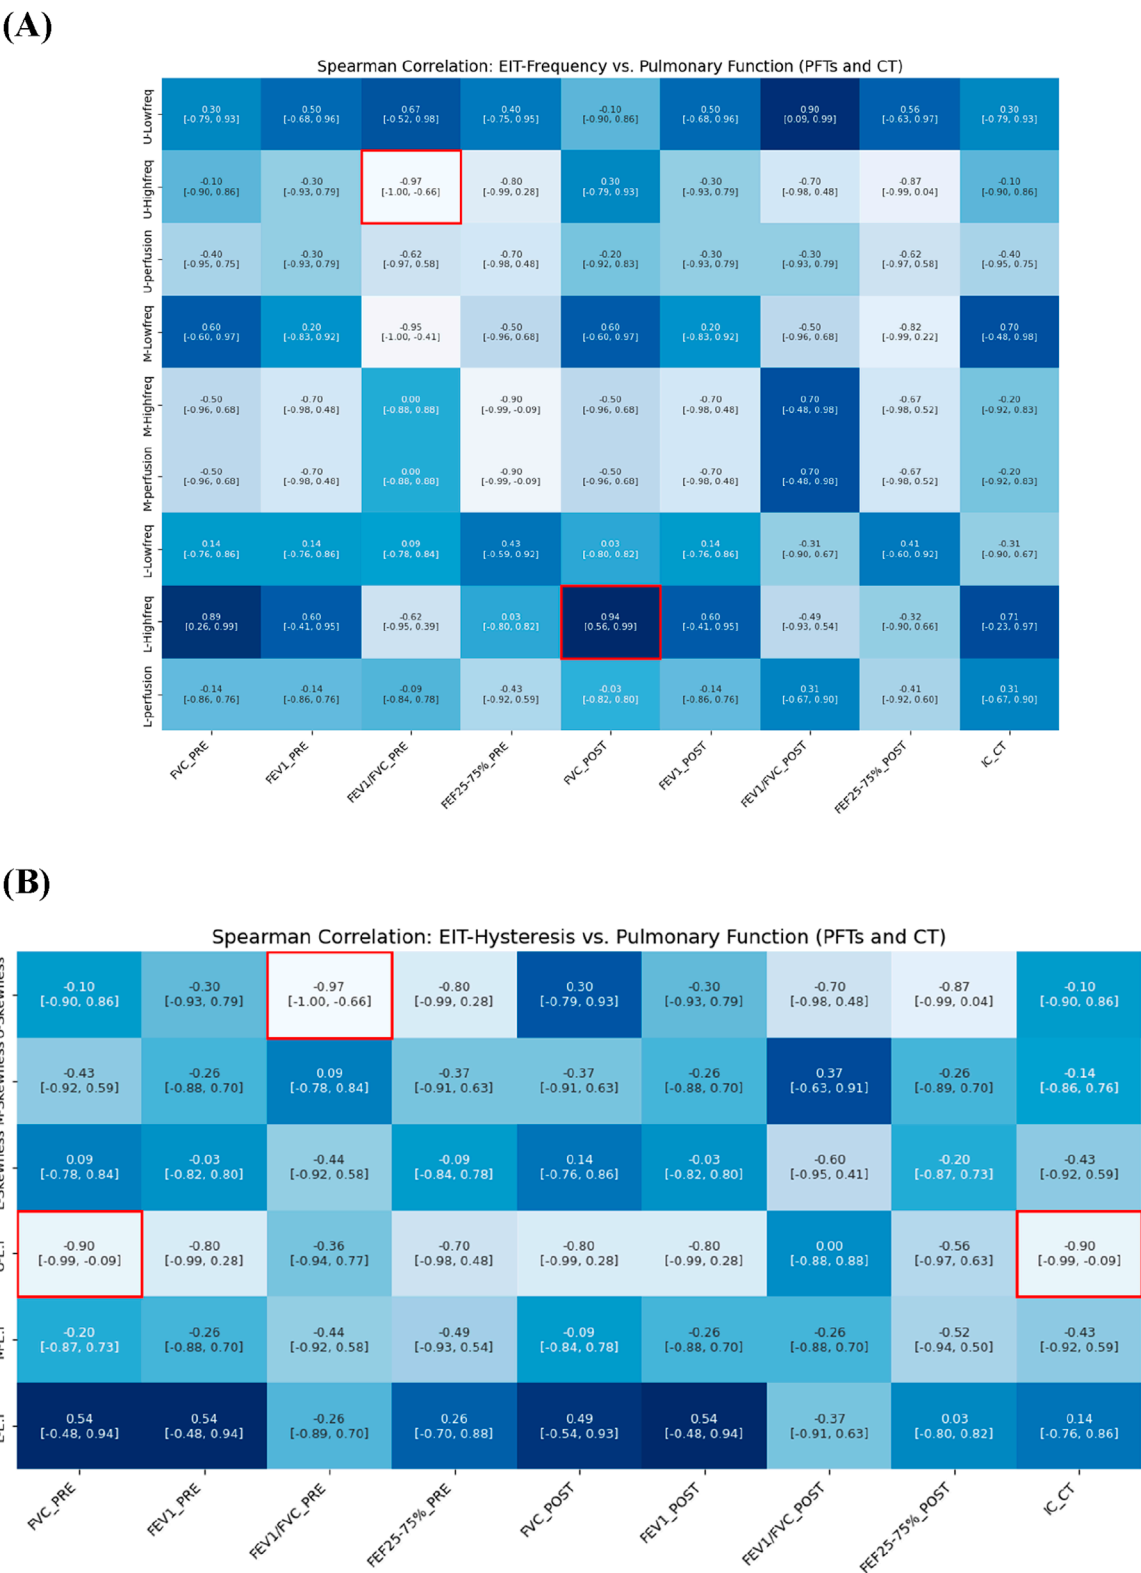 (A)
Spearman Correlation: EIT-Frequency vs. Pulmonary Function (PFTs and CT)
U-Lowfreq
0.30 0.50 0.67 0.40 -0.10 0.50 0.90 0.56 0.30
[-0.79, 0.93] [-0.68, 0.96] [-0.52, 0.98] [-0.75, 0.95] [-0.90, 0.86] [-0.68, 0.96] [0.09, 0.99] [-0.63, 0.97] [-0.79, 0.93]
U-Highfreq
-0.10 -0.30 -0.97 -0.80 0.30 -0.30 -0.70 -0.87 -0.10
[-0.90, 0.86] [-0.93, 0.79] [-1.00, -0.66] [-0.99, 0.28] [-0.79, 0.93] [-0.93, 0.79] [-0.98, 0.48] [-0.99, 0.04] [-0.90, 0.86]
U-perfusion
-0.40 -0.30 -0.62 -0.70 -0.20 -0.30 -0.30 -0.62 -0.40
[-0.95, 0.75] [-0.93, 0.79] [-0.97, 0.58] [-0.98, 0.48] [-0.92, 0.83] [-0.93, 0.79] [-0.93, 0.79] [-0.97, 0.58] [-0.95, 0.75]
M-Lowfreq
0.60 0.20 -0.95 -0.50 0.60 0.20 -0.50 -0.82 0.70
[-0.60, 0.97] [-0.83, 0.92] [-1.00, -0.41] [-0.96, 0.68] [-0.60, 0.97] [-0.83, 0.92] [-0.96, 0.68] [-0.99, 0.22] [-0.48, 0.98]
M-Highfreq
-0.50 -0.70 0.00 -0.90 -0.50 -0.70 0.70 -0.67 -0.20
[-0.96, 0.68] [-0.98, 0.48] [-0.88, 0.88] [-0.99, -0.09] [-0.96, 0.68] [-0.98, 0.48] [-0.48, 0.98] [-0.98, 0.52] [-0.92, 0.83]
M-perfusion
-0.50 -0.70 0.00 -0.90 -0.50 -0.70 0.70 -0.67 -0.20
[-0.96, 0.68] [-0.98, 0.48] [-0.88, 0.88] [-0.99, -0.09] [-0.96, 0.68] [-0.98, 0.48] [-0.48, 0.98] [-0.98, 0.52] [-0.92, 0.83]
L-Lowfreq
0.14 0.14 0.09 0.43 0.03 0.14 -0.31 0.41 -0.31
[-0.76, 0.86] [-0.76, 0.86] [-0.78, 0.84] [-0.59, 0.92] [-0.80, 0.82] [-0.76, 0.86] [-0.90, 0.67] [-0.60, 0.92] [-0.90, 0.67]
L-Highfreq
0.89 0.60 -0.62 0.03 0.94 0.60 -0.49 -0.32 0.71
[0.26, 0.99] [-0.41, 0.95] [-0.95, 0.39] [-0.80, 0.82] [0.56, 0.99] [-0.41, 0.95] [-0.93, 0.54] [-0.90, 0.66] [-0.23, 0.97]
L-perfusion
-0.14 -0.14 -0.09 -0.43 -0.03 -0.14 0.31 -0.41 0.31
[-0.86, 0.76] [-0.86, 0.76] [-0.84, 0.78] [-0.92, 0.59] [-0.82, 0.80] [-0.86, 0.76] [-0.67, 0.90] [-0.92, 0.60] [-0.67, 0.90]
FVC_PRE FEV1_PRE FEV1/FVC_PRE FEF25-75%_PRE FVC_POST FEV1_POST FEV1/FVC_POST FEF25-75%_POST IC_CT
(B)
Spearman Correlation: EIT-Hysteresis vs. Pulmonary Function (PFTs and CT)
-0.10 -0.30 -0.97 -0.80 0.30 -0.30 -0.70 -0.87 -0.10
[-0.90, 0.86] [-0.93, 0.79] [-1.00, -0.66] [-0.99, 0.28] [-0.79, 0.93] [-0.93, 0.79] [-0.98, 0.48] [-0.99, 0.04] [-0.90, 0.86]
-0.43 -0.26 0.09 -0.37 -0.37 -0.26 0.37 -0.26 -0.14
[-0.92, 0.59] [-0.88, 0.70] [-0.78, 0.84] [-0.91, 0.63] [-0.91, 0.63] [-0.88, 0.70] [-0.63, 0.91] [-0.89, 0.70] [-0.86, 0.76]
0.09 -0.03 -0.44 -0.09 0.14 -0.03 -0.60 -0.20 -0.43
[-0.78, 0.84] [-0.82, 0.80] [-0.92, 0.58] [-0.84, 0.78] [-0.76, 0.86] [-0.82, 0.80] [-0.95, 0.41] [-0.87, 0.73] [-0.92, 0.59]
-0.90 -0.80 -0.36 -0.70 -0.80 -0.80 0.00 -0.56 -0.90
[-0.99, -0.09] [-0.99, 0.28] [-0.94, 0.77] [-0.98, 0.48] [-0.99, 0.28] [-0.99, 0.28] [-0.88, 0.88] [-0.97, 0.63] [-0.99, -0.09]
-0.20 -0.26 -0.44 -0.49 -0.09 -0.26 -0.26 -0.52 -0.43
[-0.87, 0.73] [-0.88, 0.70] [-0.92, 0.58] [-0.93, 0.54] [-0.84, 0.78] [-0.88, 0.70] [-0.88, 0.70] [-0.94, 0.50] [-0.92, 0.59]
0.54 0.54 -0.26 0.26 0.49 0.54 -0.37 0.03 0.14
[-0.48, 0.94] [-0.48, 0.94] [-0.89, 0.70] [-0.70, 0.88] [-0.54, 0.93] [-0.48, 0.94] [-0.91, 0.63] [-0.80, 0.82] [-0.76, 0.86]
FVC_PRE FEV1_PRE FEV1/FVC_PRE FEF25-75%_PRE FVC_POST FEV1_POST FEV1/FVC_POST FEF25-75%_POST IC_CT